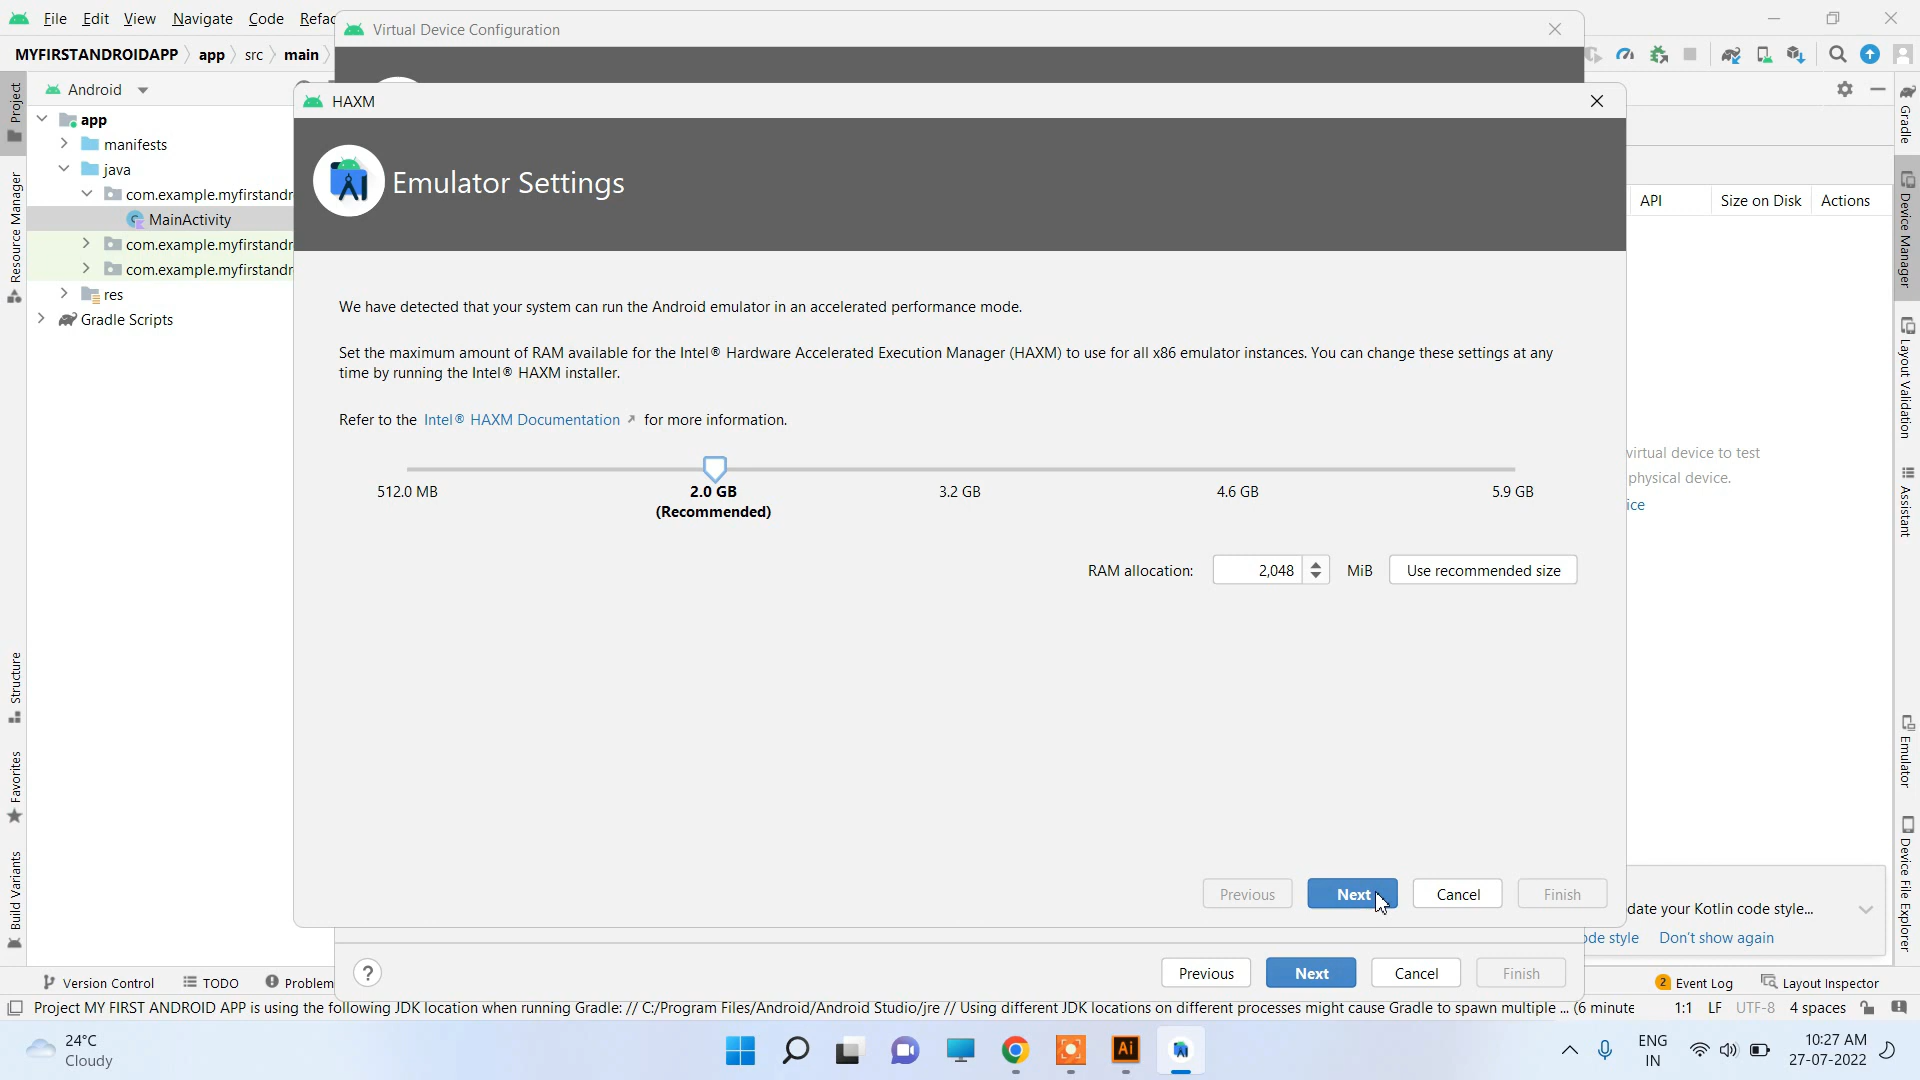 File Edit View Navigate Code Refac
Virtual Device Configuration
MYFIRSTANDROIDAPP app src main
Android
HAXM
app
manifests
java
com.example.myfirstandr
MainActivity
com.example.myfirstandr
com.example.myfirstandr
res
Gradle Scripts
Project
Resource Manager
Structure
Favorites
Build Variants
Emulator Settings
We have detected that your system can run the Android emulator in an accelerated performance mode.
Set the maximum amount of RAM available for the Intel® Hardware Accelerated Execution Manager (HAXM) to use for all x86 emulator instances. You can change these settings at any
time by running the Intel® HAXM installer.
Refer to the Intel® HAXM Documentation for more information.
512.0 MB 2.0 GB 3.2 GB 4.6 GB 5.9 GB
(Recommended)
RAM allocation: 2,048 MiB Use recommended size
Previous Next Cancel Finish
API Size on Disk Actions
virtual device to test
physical device.
ice
date your Kotlin code style...
ode style Don't show again
Gradle
Device Manager
Layout Validation
Assistant
Emulator
Device File Explorer
? Previous Next Cancel Finish
Version Control TODO Problem 2 Event Log Layout Inspector
Project MY FIRST ANDROID APP is using the following JDK location when running Gradle: // C:/Program Files/Android/Android Studio/jre // Using different JDK locations on different processes might cause Gradle to spawn multiple ... (6 minute 1:1 LF UTF-8 4 spaces
24°C
Cloudy
Ai
ENG
IN
10:27 AM
27-07-2022